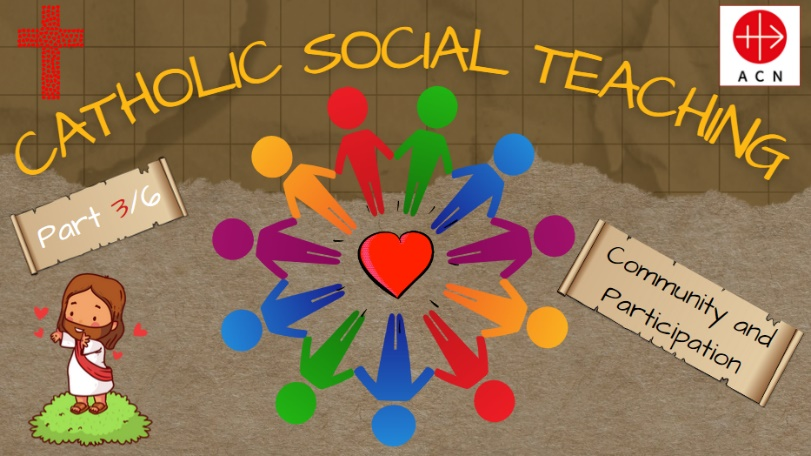 CATHOLIC SOCIAL TEACHING
ACN
Part 3/6
Community and
Participation